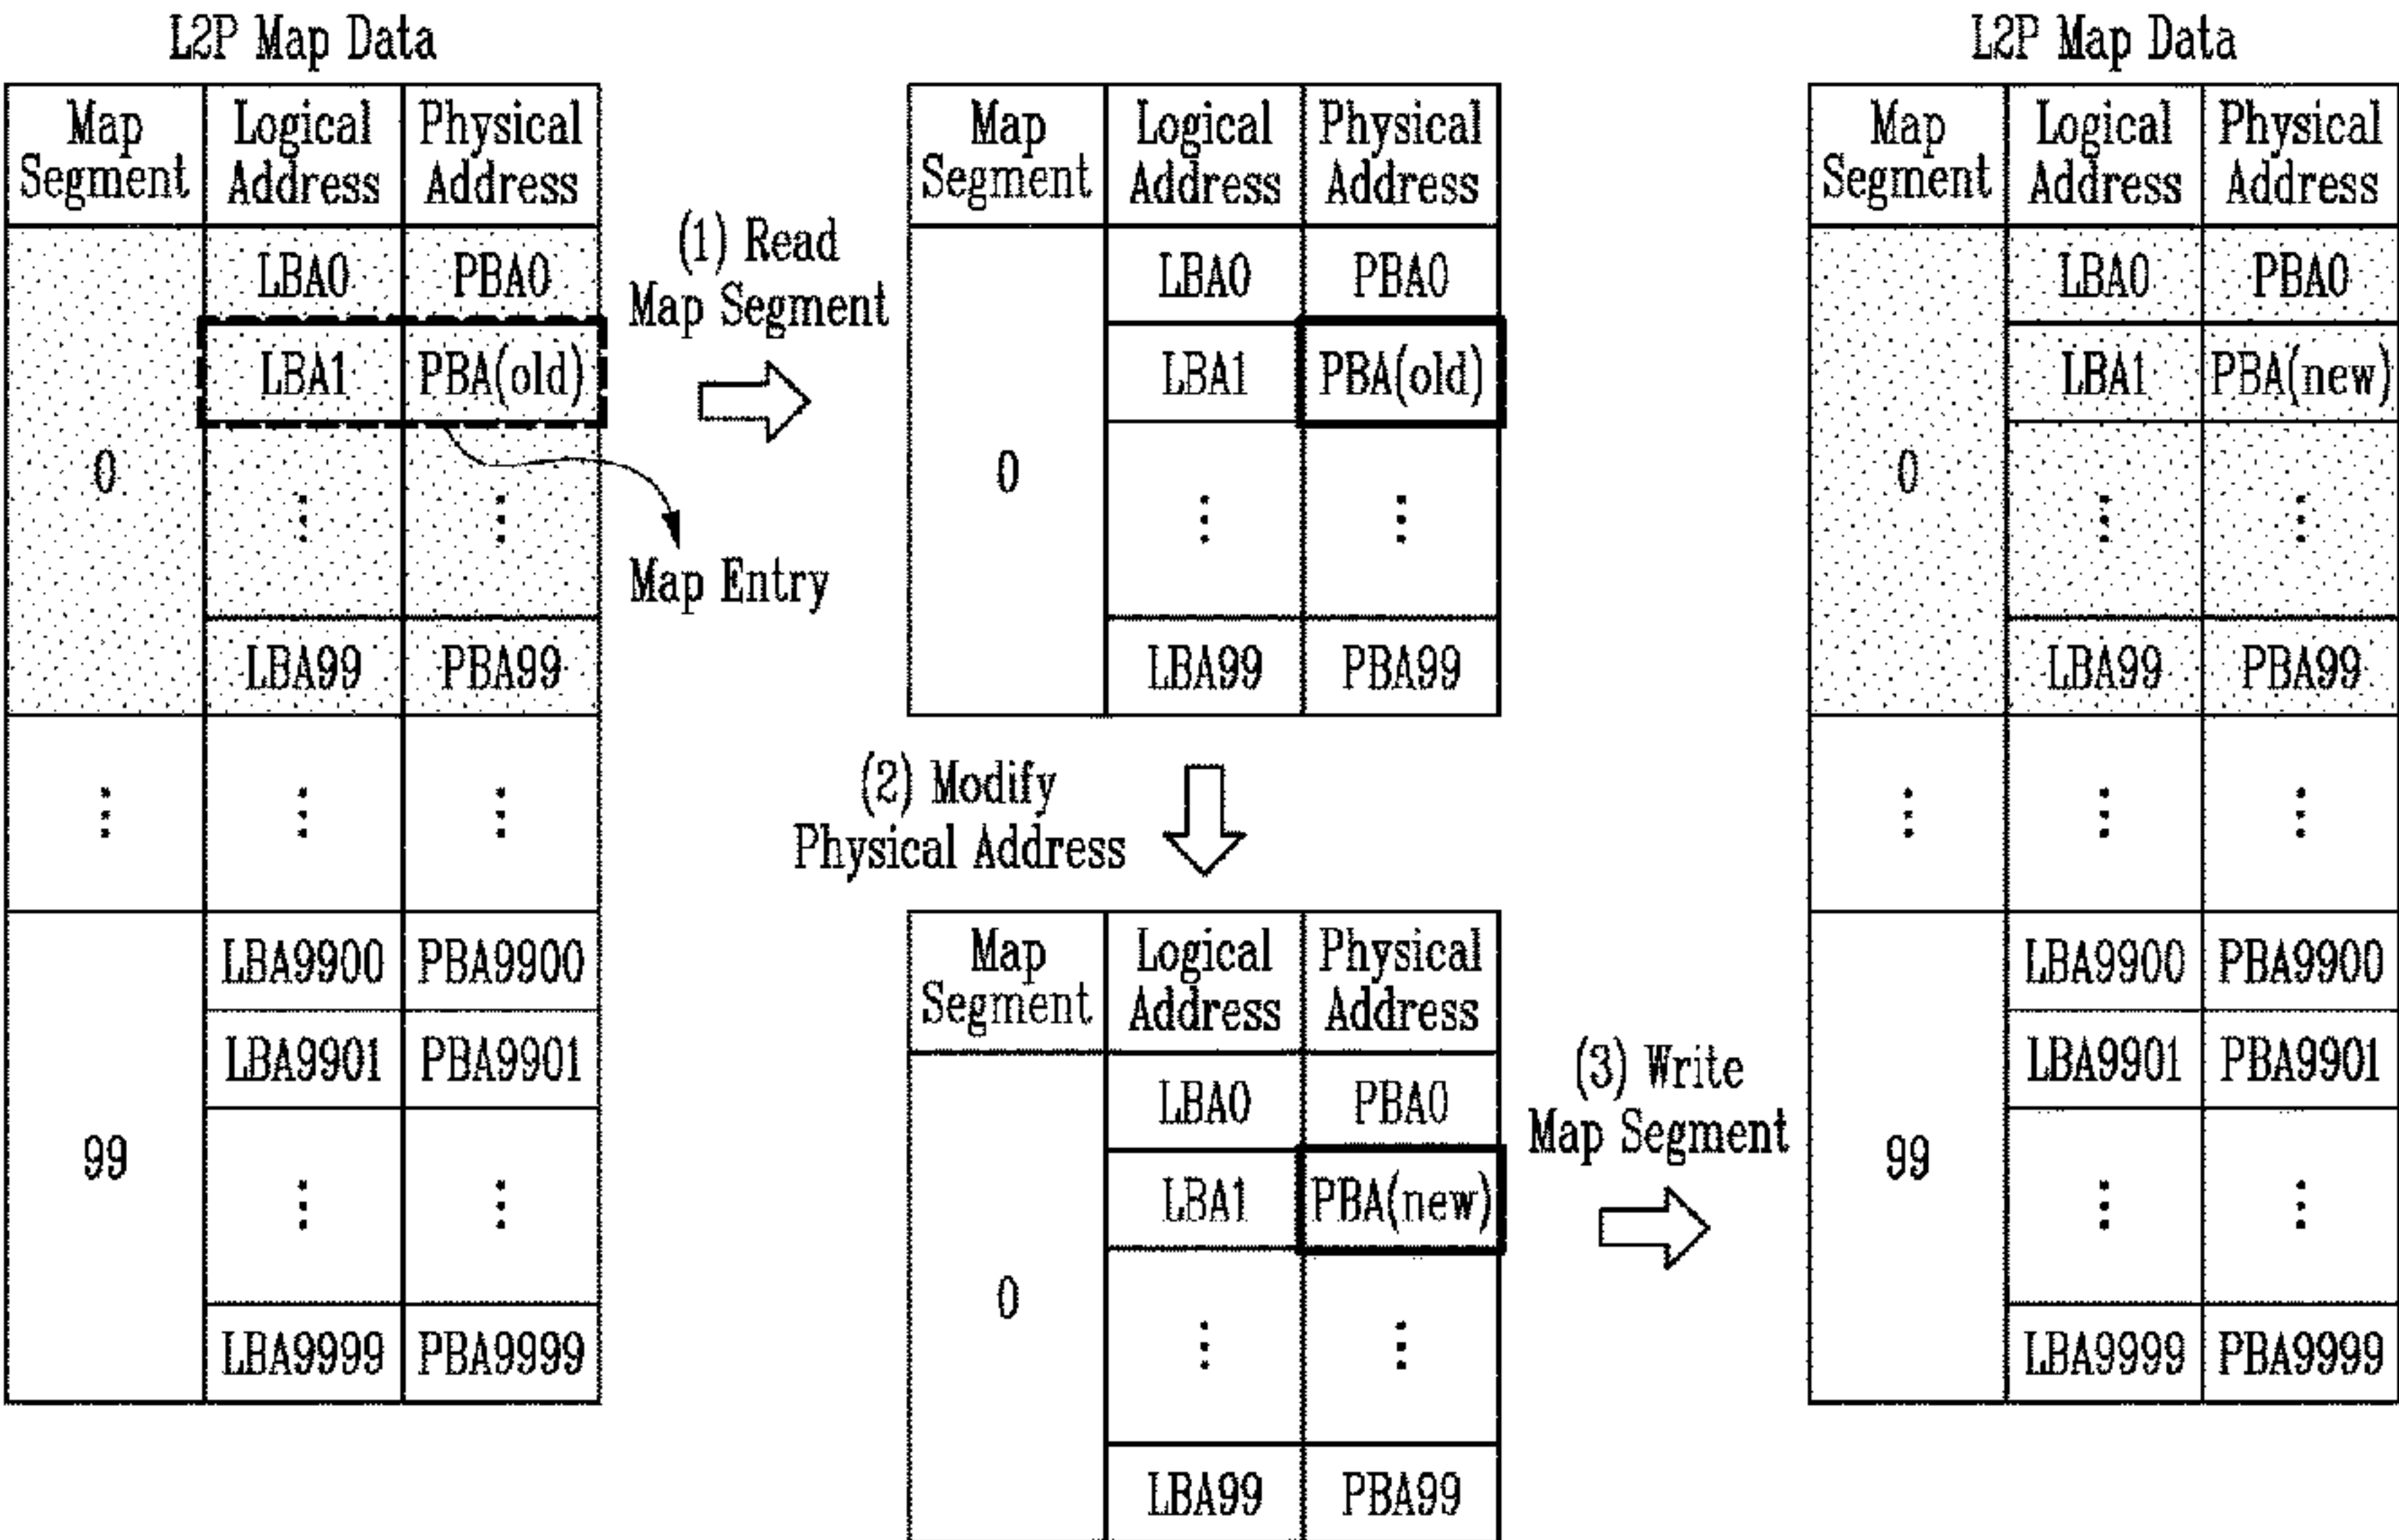 L2P Map Data
Map Segment | Logical Address | Physical Address
0 | LBA0 | PBA0
LBA1 | PBA(old)
⋮ | ⋮
LBA99 | PBA99
⋮ | ⋮ | ⋮
99 | LBA9900 | PBA9900
LBA9901 | PBA9901
⋮ | ⋮
LBA9999 | PBA9999
Map Entry
(1) Read
Map Segment
Map Segment | Logical Address | Physical Address
0 | LBA0 | PBA0
LBA1 | PBA(old)
⋮ | ⋮
LBA99 | PBA99
(2) Modify
Physical Address
Map Segment | Logical Address | Physical Address
0 | LBA0 | PBA0
LBA1 | PBA(new)
⋮ | ⋮
LBA99 | PBA99
(3) Write
Map Segment
L2P Map Data
Map Segment | Logical Address | Physical Address
0 | LBA0 | PBA0
LBA1 | PBA(new)
⋮ | ⋮
LBA99 | PBA99
⋮ | ⋮ | ⋮
99 | LBA9900 | PBA9900
LBA9901 | PBA9901
⋮ | ⋮
LBA9999 | PBA9999